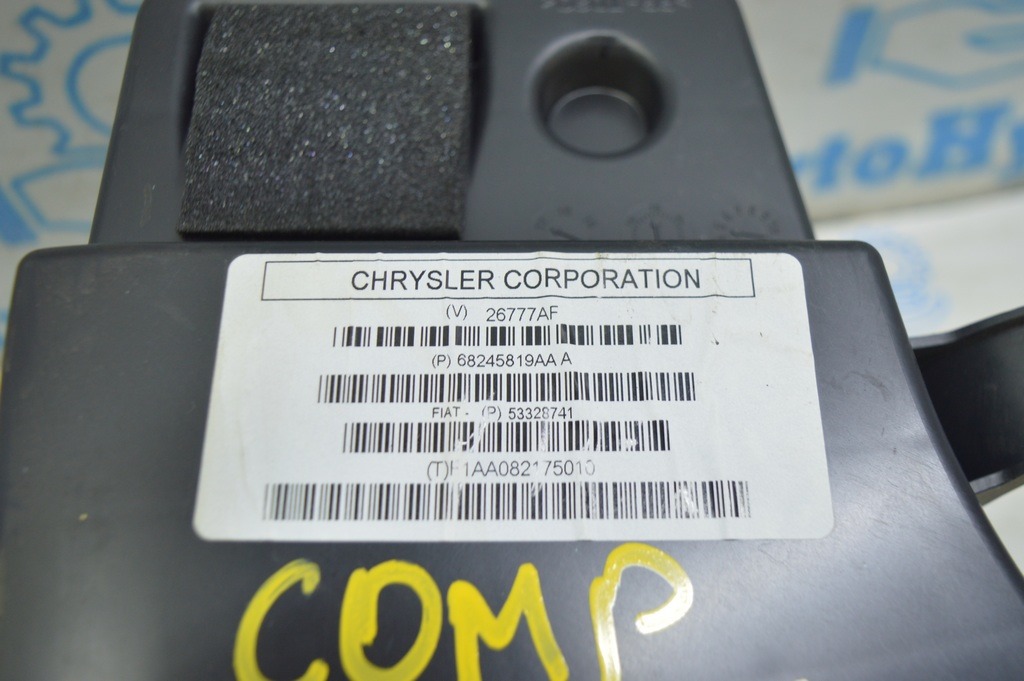 CHRYSLER CORPORATION
(V) 26777AF
(P) 68245819AA A
FIAT - (P) 53328741
(T)F1AA082175010
COMP